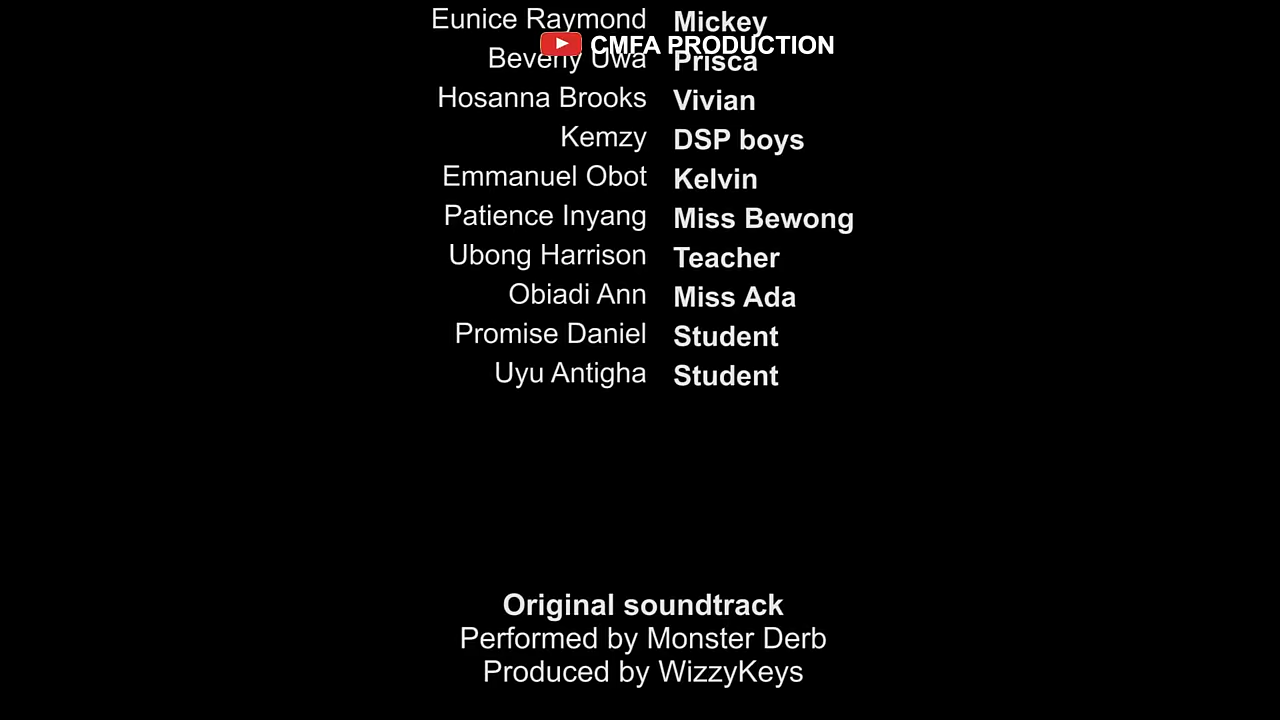 Eunice Raymond Mickey
CMFA PRODUCTION
Beverly Uwa Prisca
Hosanna Brooks Vivian
Kemzy DSP boys
Emmanuel Obot Kelvin
Patience Inyang Miss Bewong
Ubong Harrison Teacher
Obiadi Ann Miss Ada
Promise Daniel Student
Uyu Antigha Student
Original soundtrack
Performed by Monster Derb
Produced by WizzyKeys